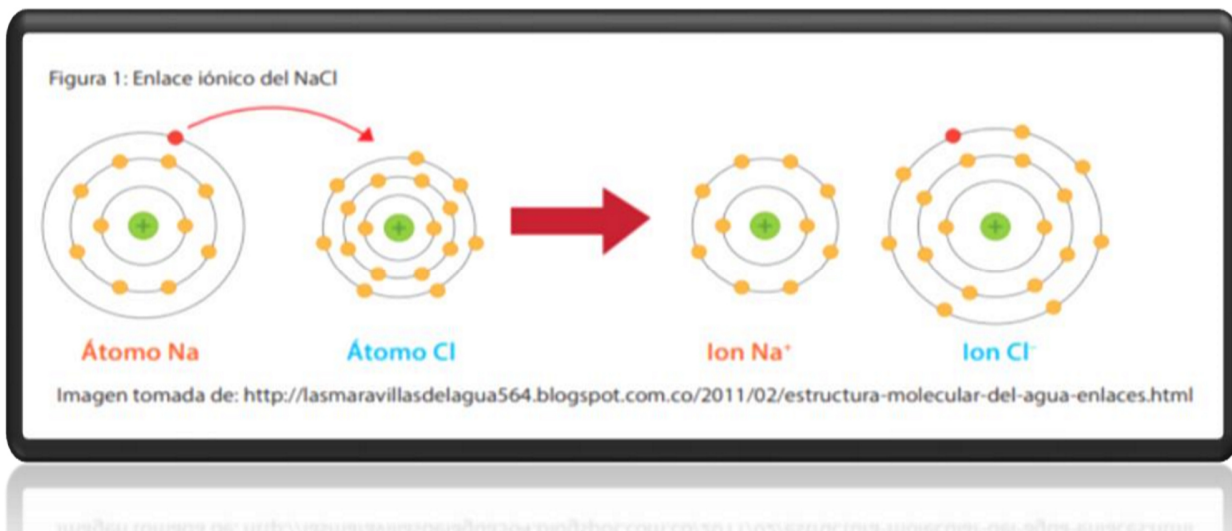 Figura 1: Enlace iónico del NaCl
+ + + +
Átomo Na Átomo Cl Ion Na⁺ Ion Cl⁻
Imagen tomada de: http://lasmaravillasdelagua564.blogspot.com.co/2011/02/estructura-molecular-del-agua-enlaces.html